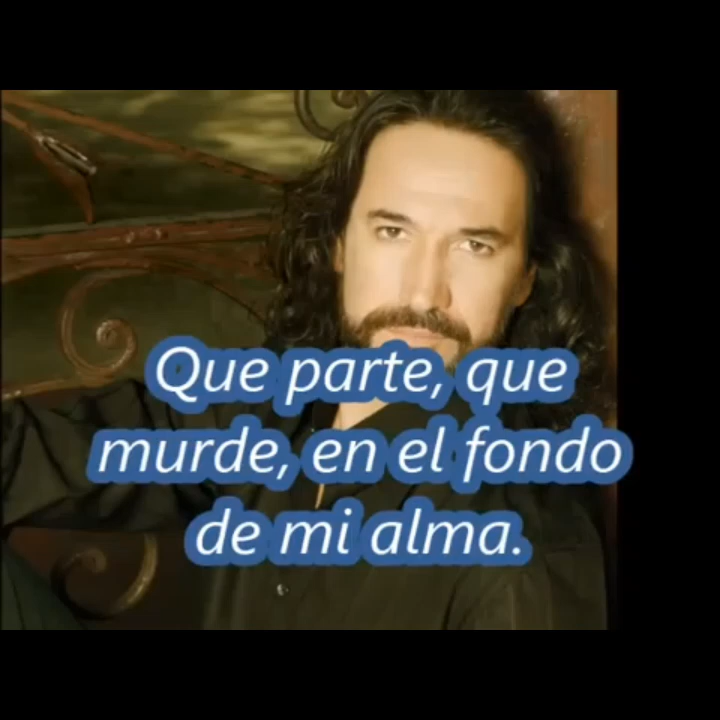 Que parte, que
murde, en el fondo
de mi alma.